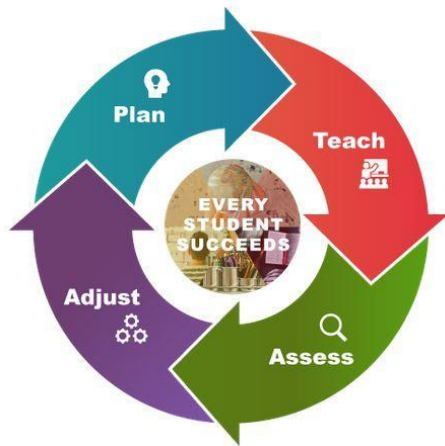 Plan
Teach
EVERY
STUDENT
SUCCEEDS
Adjust
Assess